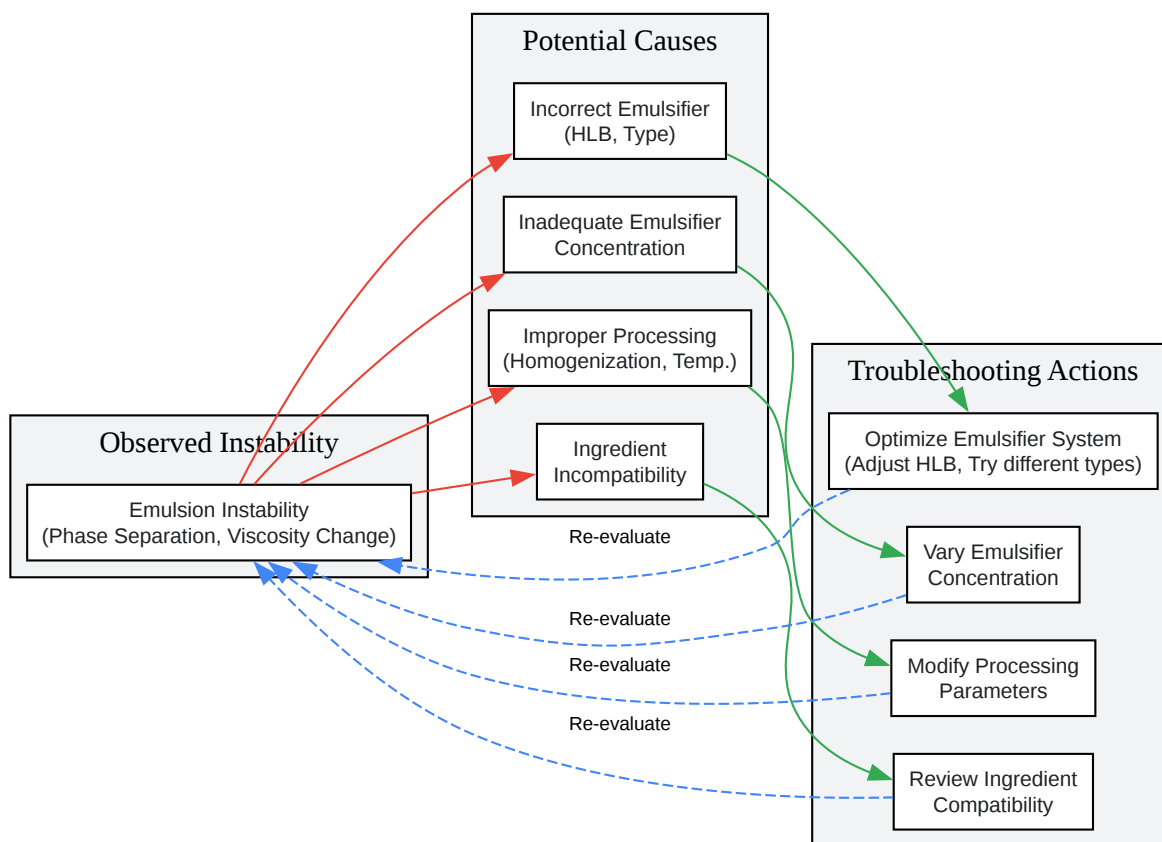 Potential Causes
Incorrect Emulsifier
(HLB, Type)
Inadequate Emulsifier
Concentration
Improper Processing
(Homogenization, Temp.)
Ingredient
Incompatibility
Observed Instability
Emulsion Instability
(Phase Separation, Viscosity Change)
Troubleshooting Actions
Optimize Emulsifier System
(Adjust HLB, Try different types)
Vary Emulsifier
Concentration
Modify Processing
Parameters
Review Ingredient
Compatibility
Re-evaluate
Re-evaluate
Re-evaluate
Re-evaluate